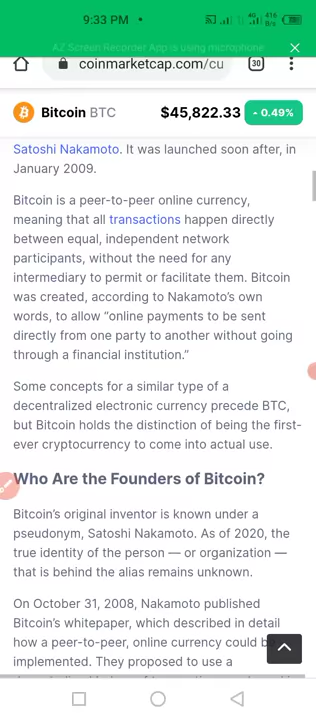 9:33 PM
4G 416 B/s
AZ Screen Recorder App is using microphone
coinmarketcap.com/cu
30
Bitcoin BTC $45,822.33 - 0.49%
Satoshi Nakamoto. It was launched soon after, in
January 2009.
Bitcoin is a peer-to-peer online currency,
meaning that all transactions happen directly
between equal, independent network
participants, without the need for any
intermediary to permit or facilitate them. Bitcoin
was created, according to Nakamoto’s own
words, to allow “online payments to be sent
directly from one party to another without going
through a financial institution.”
Some concepts for a similar type of a
decentralized electronic currency precede BTC,
but Bitcoin holds the distinction of being the first-
ever cryptocurrency to come into actual use.
Who Are the Founders of Bitcoin?
Bitcoin’s original inventor is known under a
pseudonym, Satoshi Nakamoto. As of 2020, the
true identity of the person — or organization —
that is behind the alias remains unknown.
On October 31, 2008, Nakamoto published
Bitcoin’s whitepaper, which described in detail
how a peer-to-peer, online currency could be
implemented. They proposed to use a